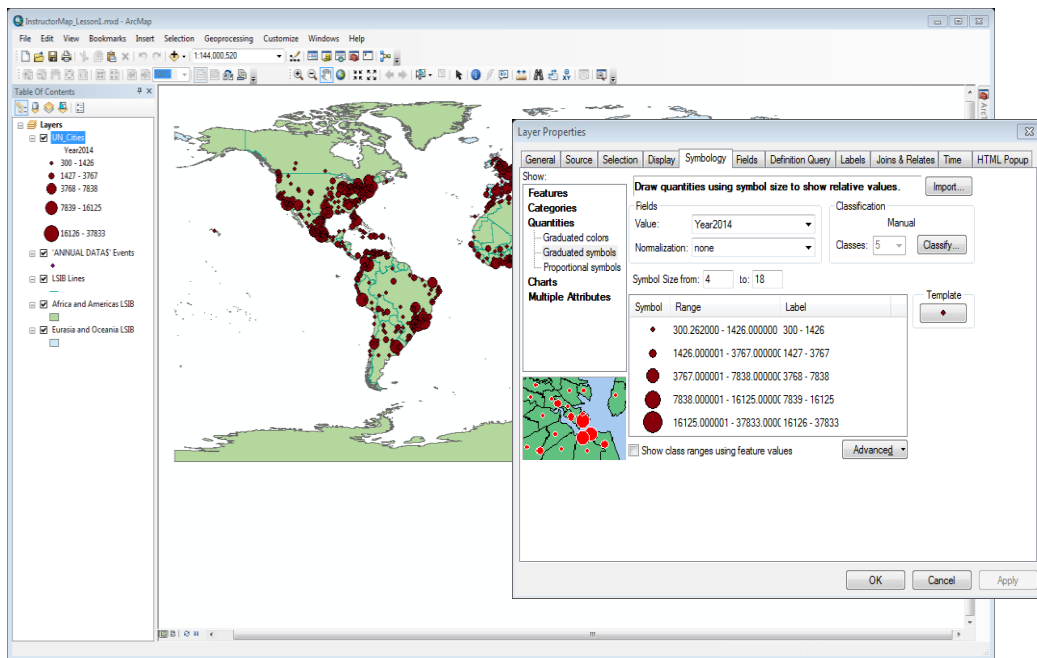 InstructorMap_Lesson1.mxd - ArcMap
File Edit View Bookmarks Insert Selection Geoprocessing Customize Windows Help
1:144,000,520
Table Of Contents
Layers
UN_Cities
Year2014
300 - 1426
1427 - 3767
3768 - 7838
7839 - 16125
16126 - 37833
'ANNUAL DATA$' Events
LSIB Lines
Africa and Americas LSIB
Eurasia and Oceania LSIB
Layer Properties
General Source Selection Display Symbology Fields Definition Query Labels Joins & Relates Time HTML Popup
Show:
Features
Categories
Quantities
Graduated colors
Graduated symbols
Proportional symbols
Charts
Multiple Attributes
Draw quantities using symbol size to show relative values.
Import...
Fields
Value: Year2014
Normalization: none
Classification
Manual
Classes: 5 Classify...
Symbol Size from: 4 to: 18
Symbol Range Label
300.262000 - 1426.000000 300 - 1426
1426.000001 - 3767.00000( 1427 - 3767
3767.000001 - 7838.00000( 3768 - 7838
7838.000001 - 16125.0000( 7839 - 16125
16125.000001 - 37833.000( 16126 - 37833
Template
Show class ranges using feature values
Advanced
OK Cancel Apply